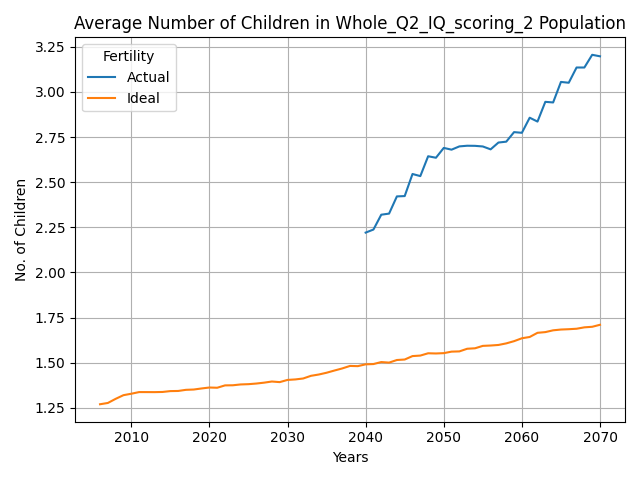 Average Number of Children in Whole_Q2_IQ_scoring_2 Population
Fertility
Actual
Ideal
3.25
3.00
2.75
2.50
2.25
2.00
1.75
1.50
1.25
No. of Children
2010
2020
2030
2040
2050
2060
2070
Years